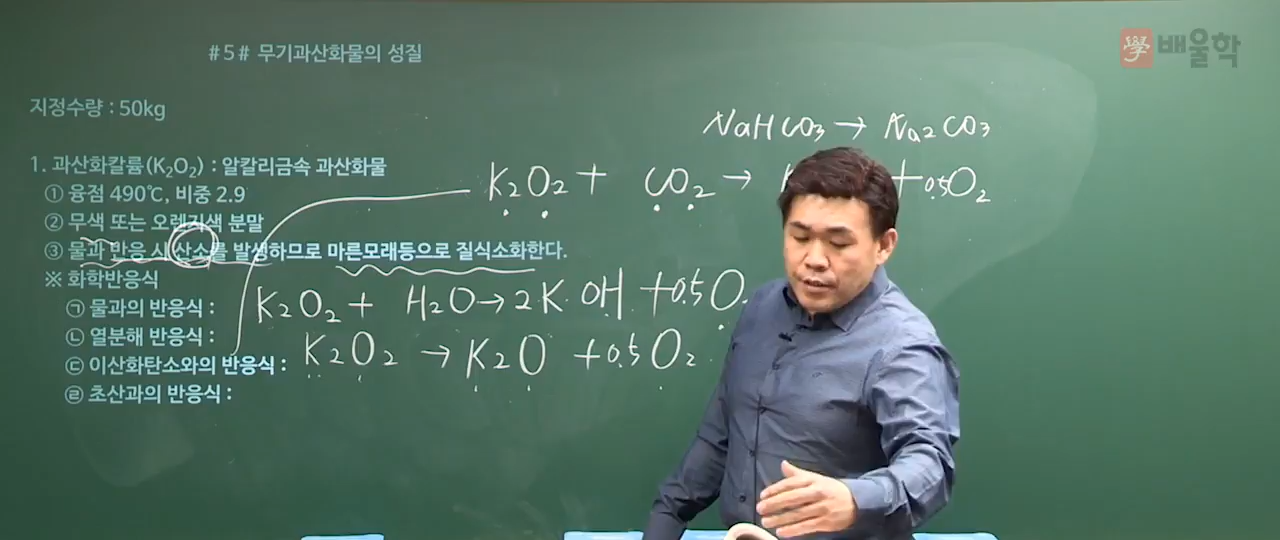 #5# 무기과산화물의 성질
學 배울학
지정수량 : 50kg
NaHCO3 → Na2CO3
1. 과산화칼륨(K₂O₂) : 알칼리금속 과산화물
K2O2 + CO2 → K +0.5O2
① 융점 490℃, 비중 2.9
② 무색 또는 오렌지색 분말
③ 물과 반응 시 산소를 발생하므로 마른모래등으로 질식소화한다.
※ 화학반응식
㉠ 물과의 반응식 : K2O2 + H2O → 2KOH +0.5O
㉡ 열분해 반응식 : K2O2 → K2O +0.5O2
㉢ 이산화탄소와의 반응식 :
㉣ 초산과의 반응식 :